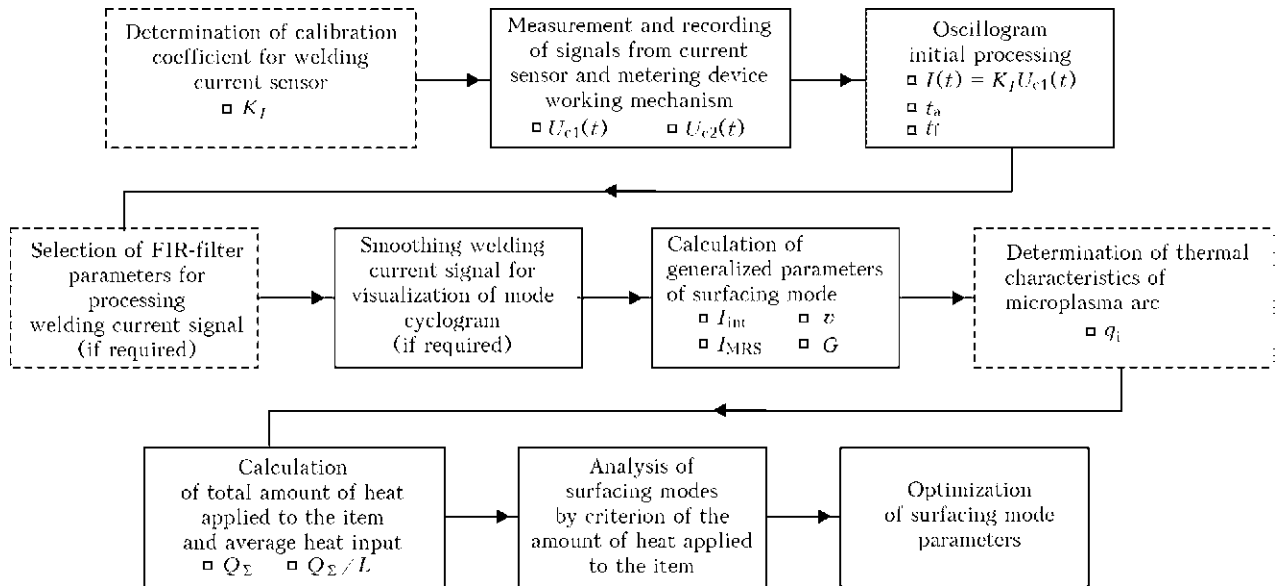 Determination of calibration
coefficient for welding
current sensor
▫ K_I
Measurement and recording
of signals from current
sensor and metering device
working mechanism
▫ U_c1(t) ▫ U_c2(t)
Oscillogram
initial processing
▫ I(t) = K_I U_c1(t)
▫ t_a
▫ t_f
Selection of FIR-filter
parameters for
processing
welding current signal
(if required)
Smoothing welding
current signal for
visualization of mode
cyclogram
(if required)
Calculation of
generalized parameters
of surfacing mode
▫ I_int ▫ v
▫ I_MRS ▫ G
Determination of thermal
characteristics of
microplasma arc
▫ q_i
Calculation
of total amount of heat
applied to the item
and average heat input
▫ Q_Σ ▫ Q_Σ/L
Analysis of
surfacing modes
by criterion of the
amount of heat applied
to the item
Optimization
of surfacing mode
parameters